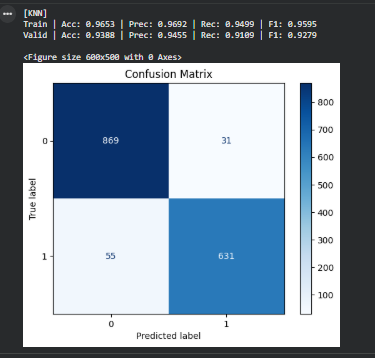 [KNN]
Train | Acc: 0.9653 | Prec: 0.9692 | Rec: 0.9499 | F1: 0.9595
Valid | Acc: 0.9388 | Prec: 0.9455 | Rec: 0.9109 | F1: 0.9279
<Figure size 600x500 with 0 Axes>
Confusion Matrix
800
0
869
31
700
600
True label
500
400
1
55
631
300
200
100
0
1
Predicted label